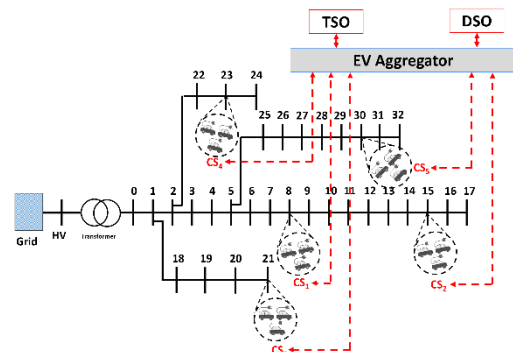 TSO DSO
EV Aggregator
22 23 24
25 26 27 28 29 30 31 32
CS4
CS5
0 1 2 3 4 5 6 7 8 9 10 11 12 13 14 15 16 17
Grid HV Transformer
18 19 20 21
CS1
CS2
CS